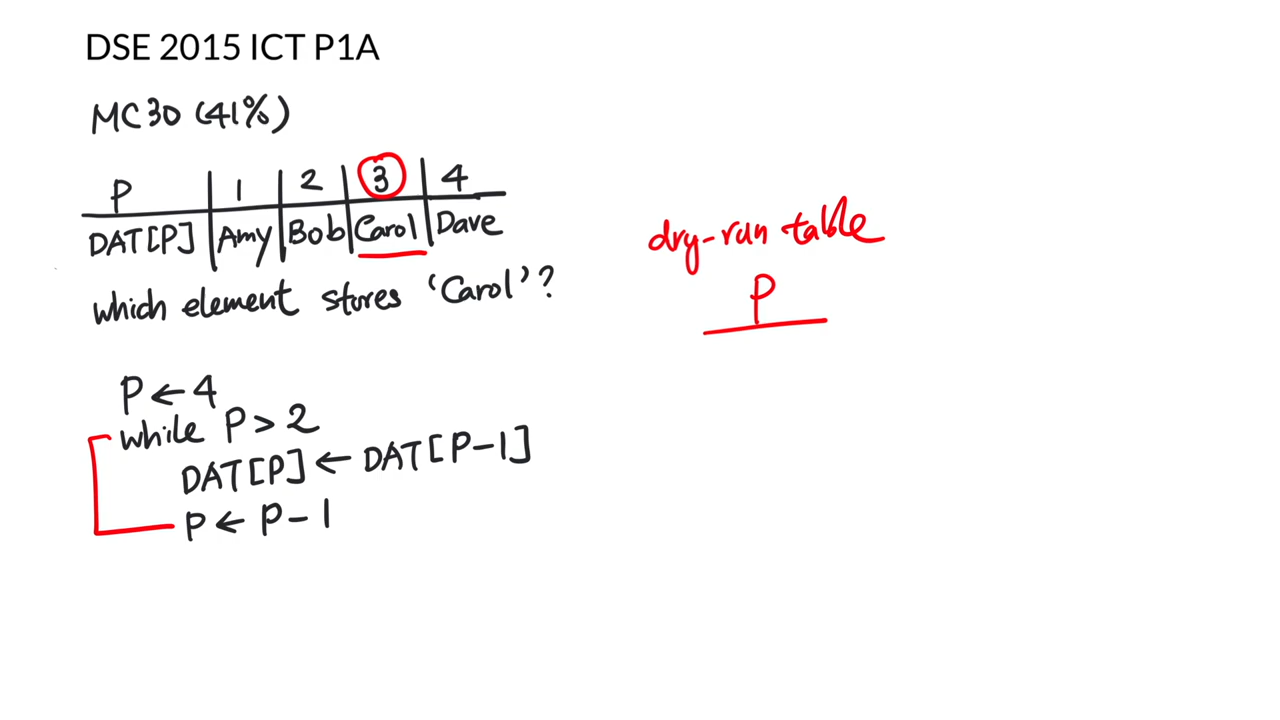 DSE 2015 ICT P1A
MC30 (41%)
P 1 2 3 4
DAT[P] Amy Bob Carol Dave
which element stores 'Carol'?
dry-run table
P
P ← 4
while P > 2
DAT[P] ← DAT[P-1]
P ← P-1